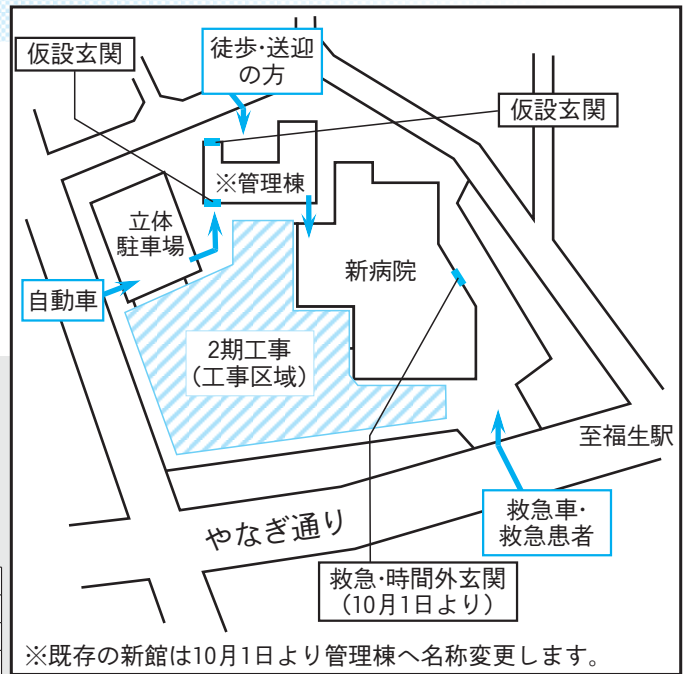 仮設玄関
徒歩・送迎
の方
仮設玄関
※管理棟
立体
駐車場
新病院
自動車
2期工事
（工事区域）
至福生駅
やなぎ通り
救急車・
救急患者
救急・時間外玄関
（10月1日より）
※既存の新館は10月1日より管理棟へ名称変更します。